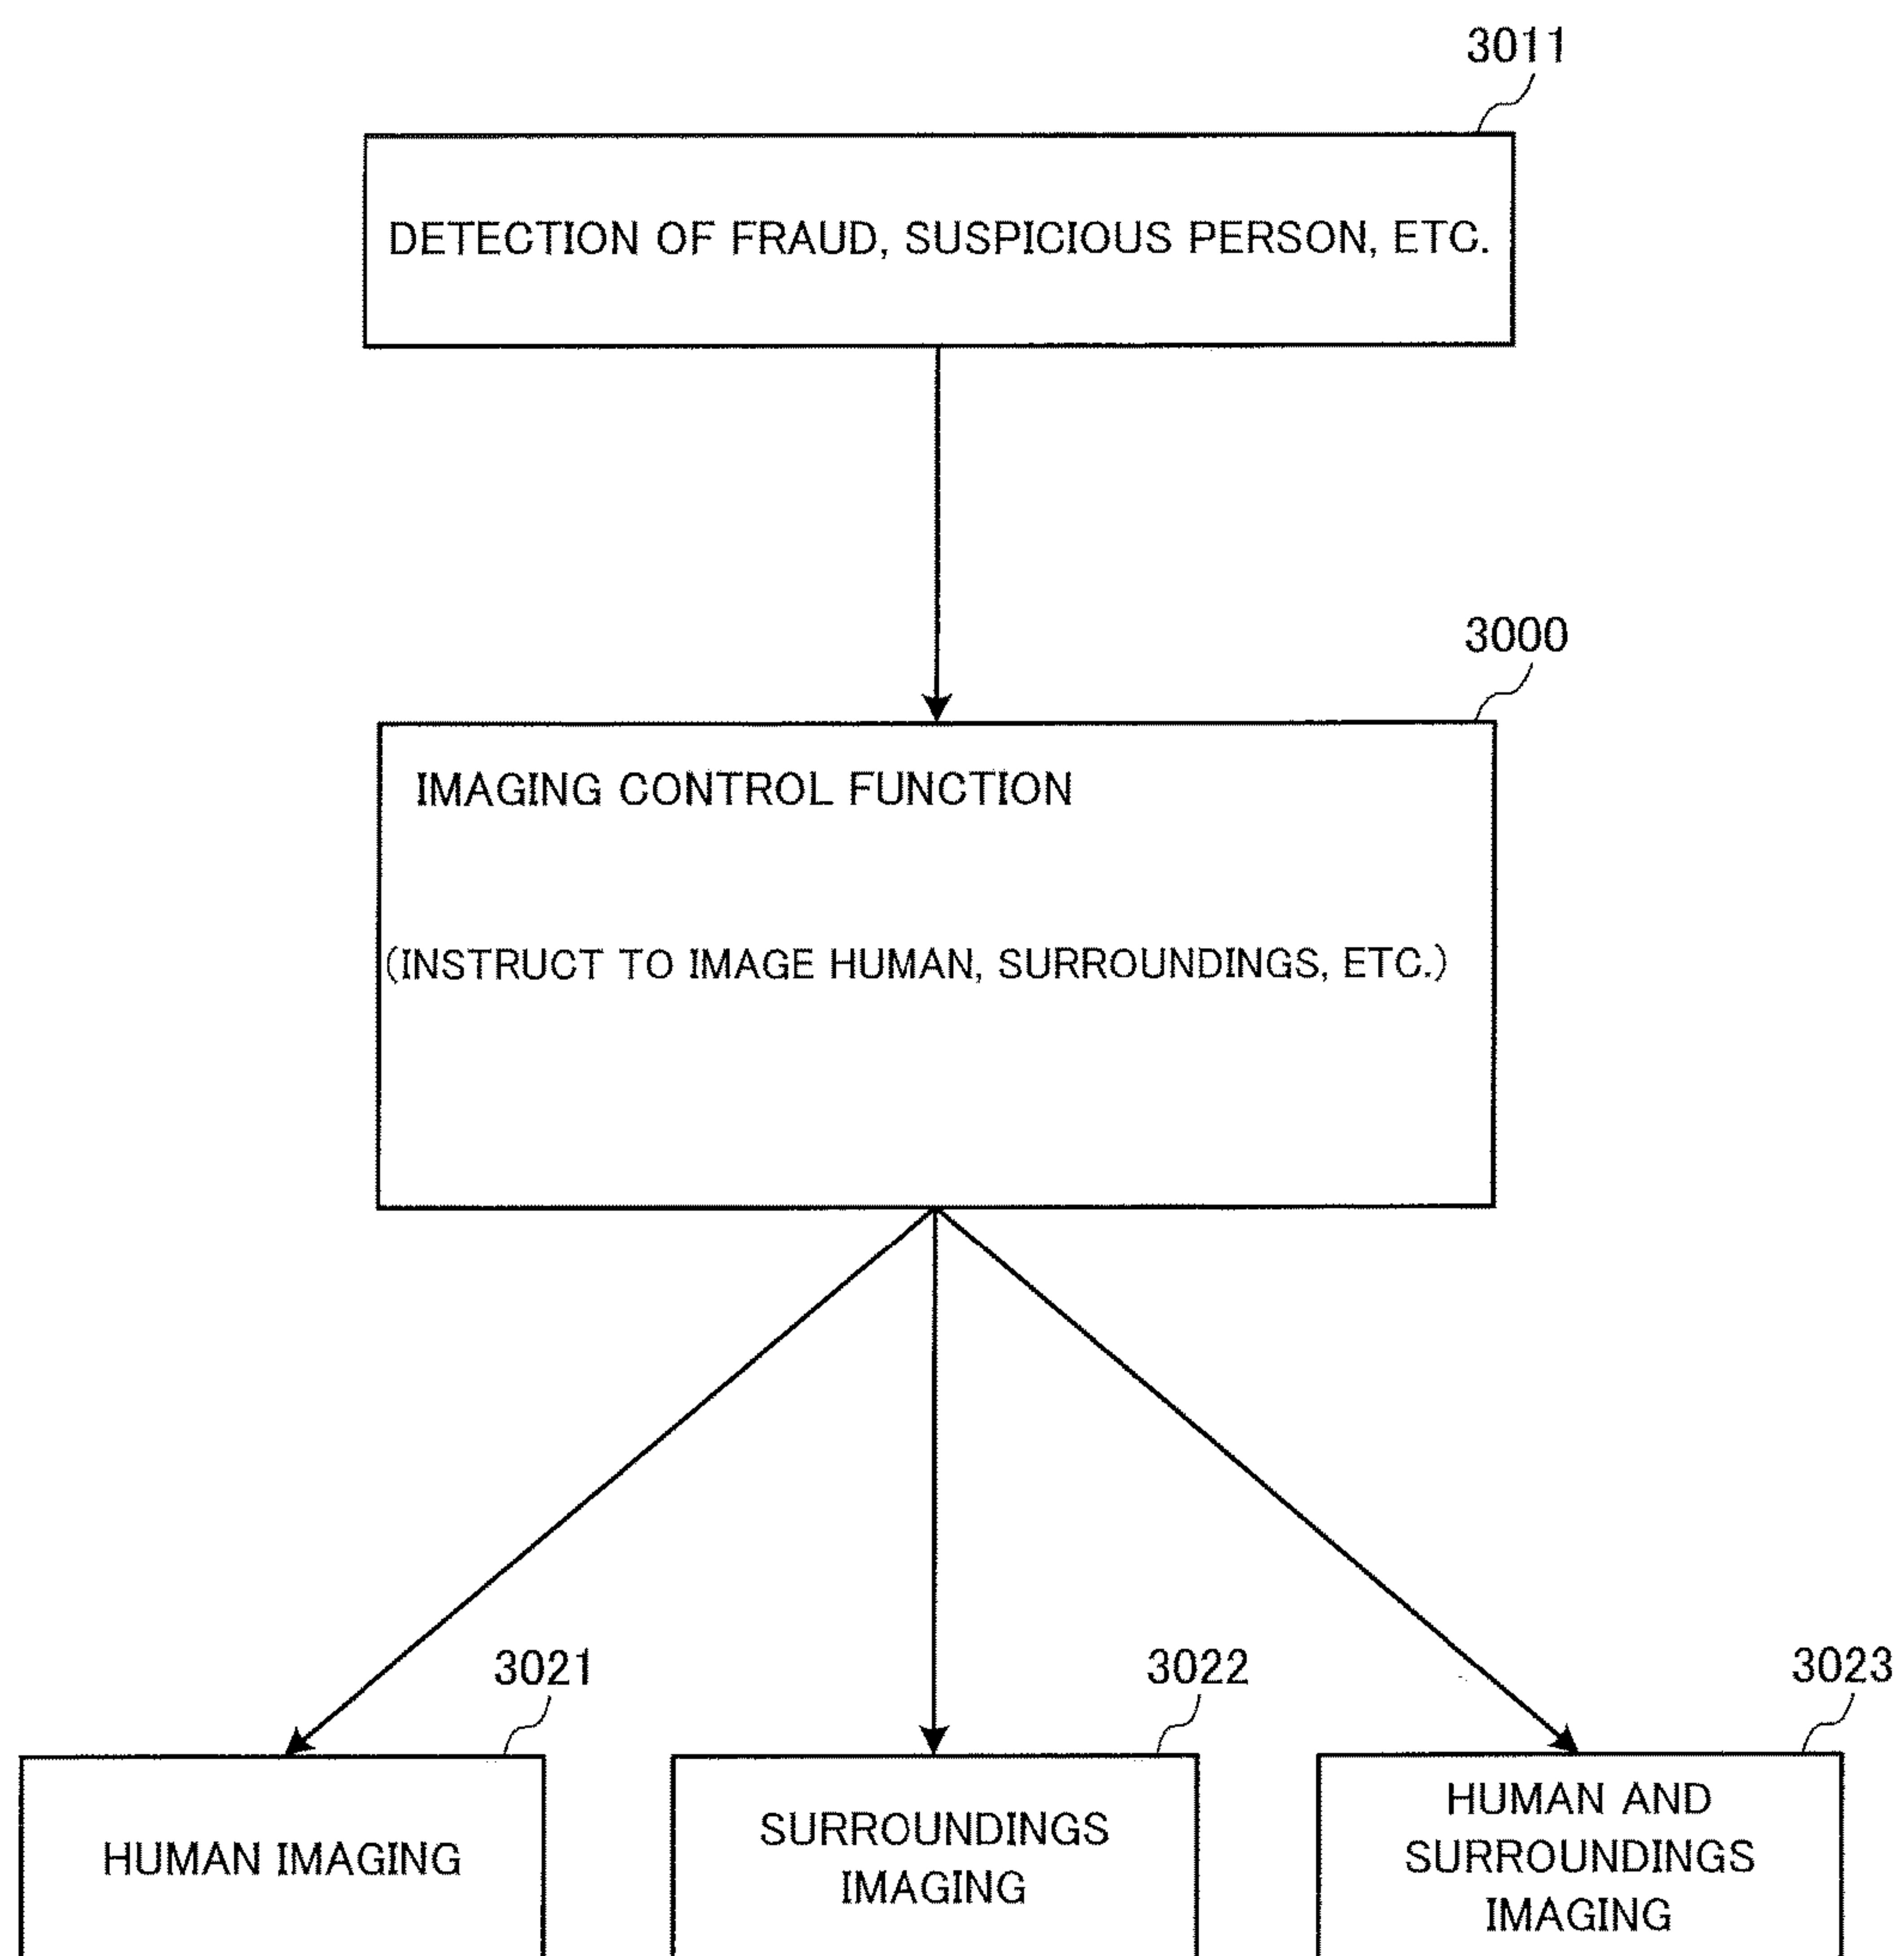 3011
DETECTION OF FRAUD, SUSPICIOUS PERSON, ETC.
3000
IMAGING CONTROL FUNCTION
(INSTRUCT TO IMAGE HUMAN, SURROUNDINGS, ETC.)
3021
HUMAN IMAGING
3022
SURROUNDINGS
IMAGING
3023
HUMAN AND
SURROUNDINGS
IMAGING